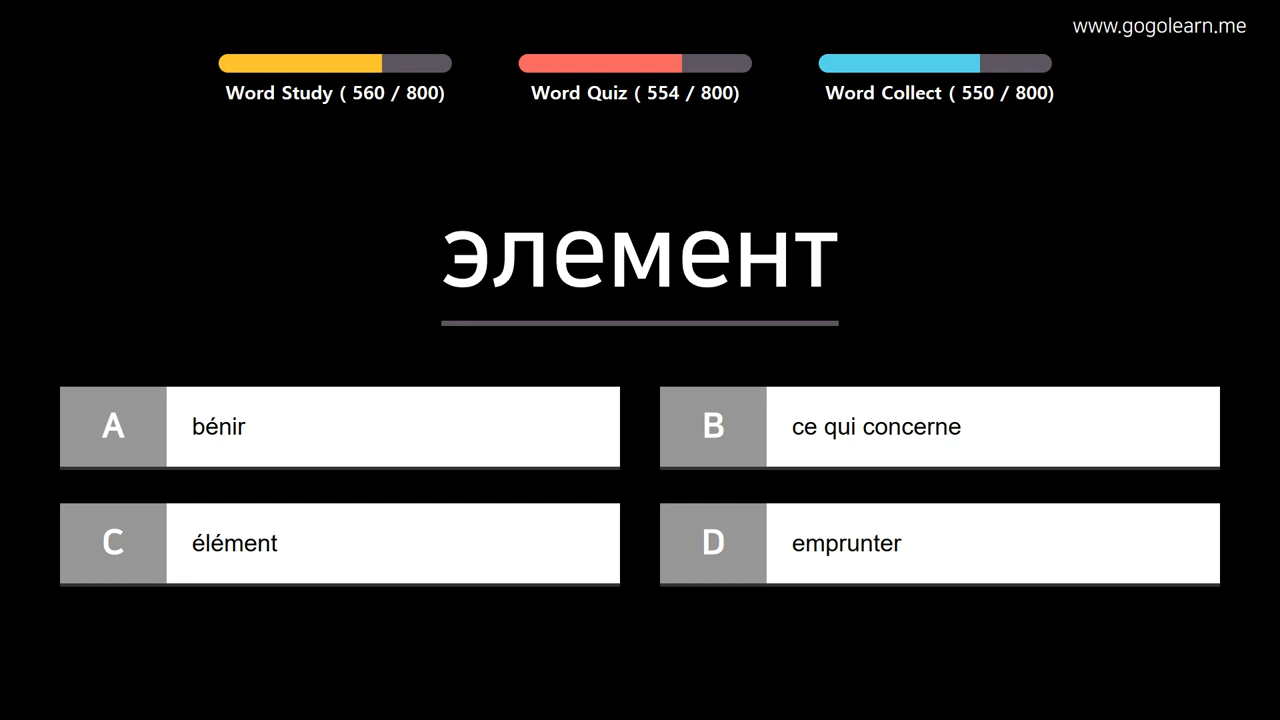 www.gogolearn.me
Word Study ( 560 / 800)
Word Quiz ( 554 / 800)
Word Collect ( 550 / 800)
элемент
A bénir
B ce qui concerne
C élément
D emprunter